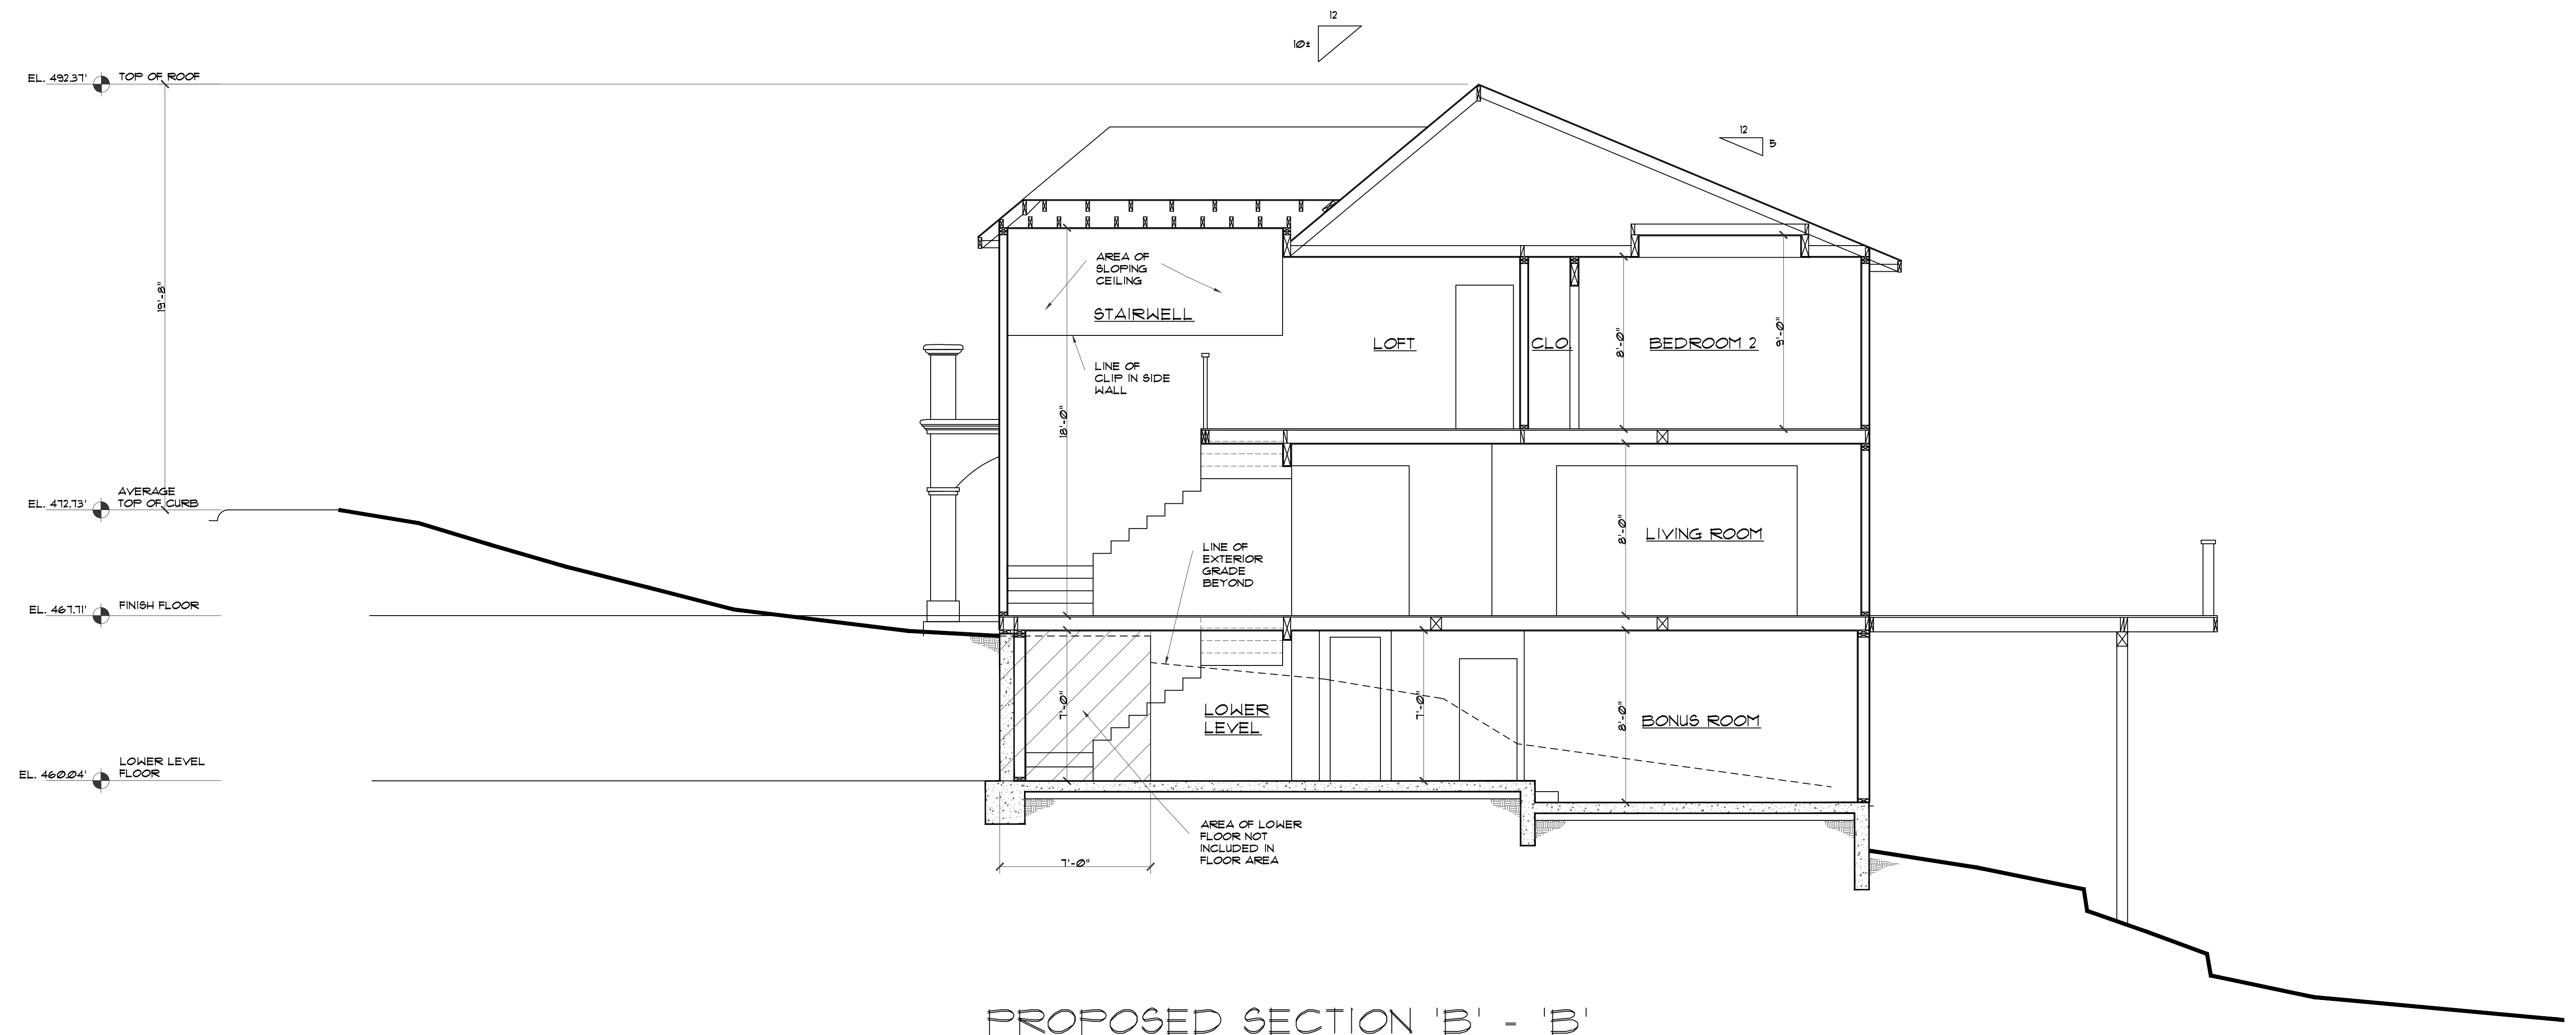 12
10±
EL. 492.37' TOP OF ROOF
12
5
19'-8"
AREA OF
SLOPING
CEILING
STAIRWELL
LOFT
CLO.
8'-0"
BEDROOM 2
9'-0"
LINE OF
CLIP IN SIDE
WALL
18'-0"
EL. 472.73' AVERAGE
TOP OF CURB
LINE OF
EXTERIOR
GRADE
BEYOND
8'-0"
LIVING ROOM
EL. 467.71' FINISH FLOOR
7'-0"
LOWER
LEVEL
7'-0"
8'-0"
BONUS ROOM
EL. 460.04' LOWER LEVEL
FLOOR
AREA OF LOWER
FLOOR NOT
INCLUDED IN
FLOOR AREA
7'-0"
PROPOSED SECTION 'B' - 'B'